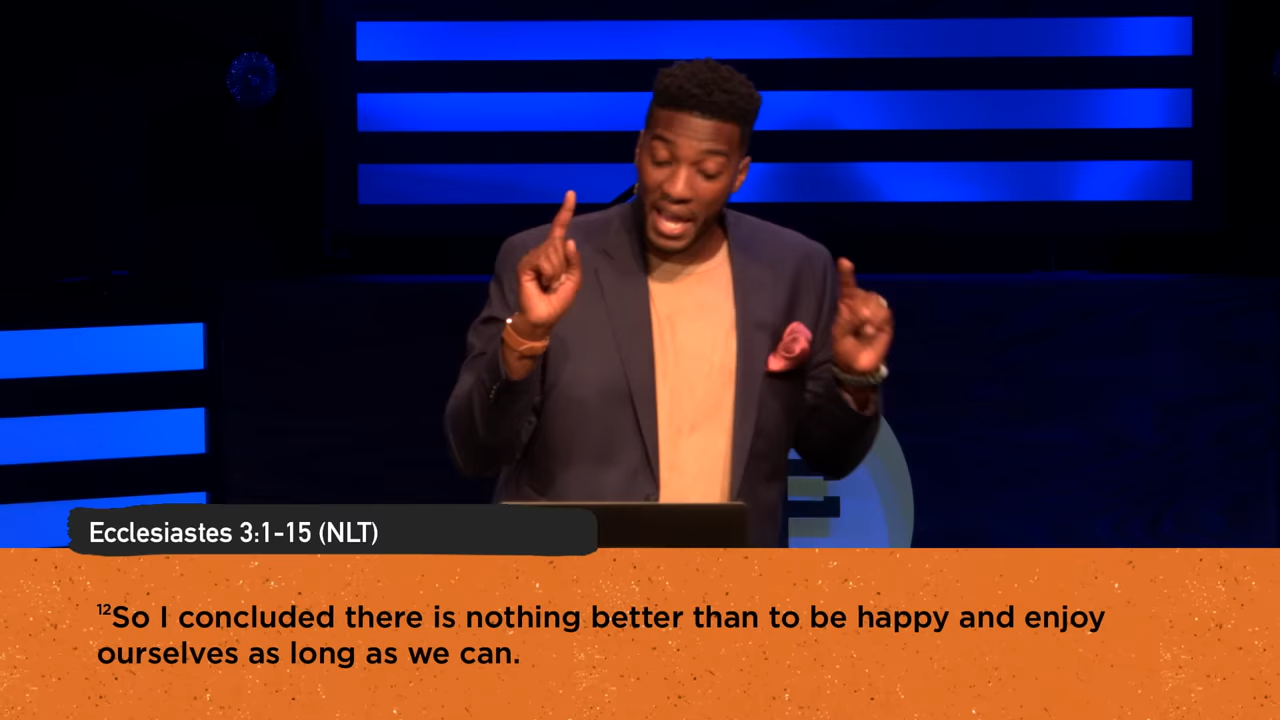 Ecclesiastes 3:1-15 (NLT)
¹²So I concluded there is nothing better than to be happy and enjoy
ourselves as long as we can.